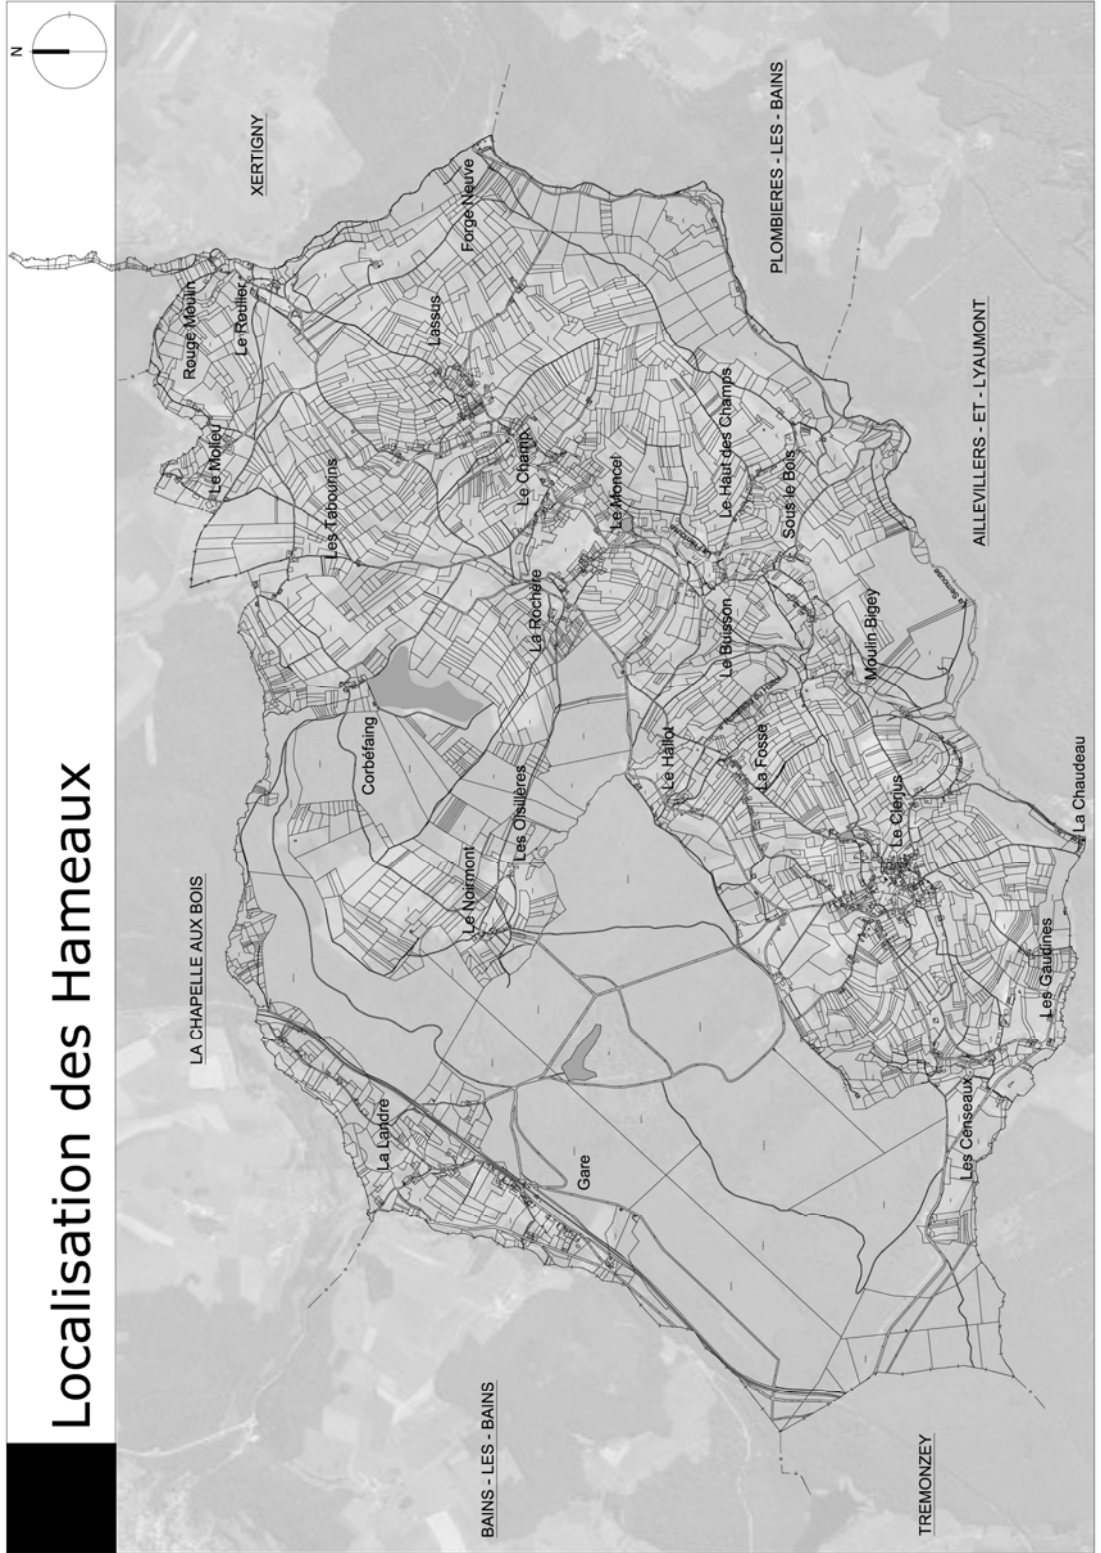 Localisation des Hameaux
N
XERTIGNY
LA CHAPELLE AUX BOIS
BAINS - LES - BAINS
PLOMBIERES - LES - BAINS
AILLEVILLERS - ET - LYAUMONT
TREMONZEY
Rouge Moulin
Le Roulier
Le Molieu
Les Tabourins
Forge Neuve
Lassus
Le Champ
Le Moncel
Le Haut des Champs
Sous le Bois
La Rochère
Le Buisson
Moulin Bigey
Corbéfaing
Les Oisillères
Le Noirmont
Le Hallot
La Fosse
Le Clerjus
La Chaudeau
Les Gaudines
Les Censeaux
La Landre
Gare